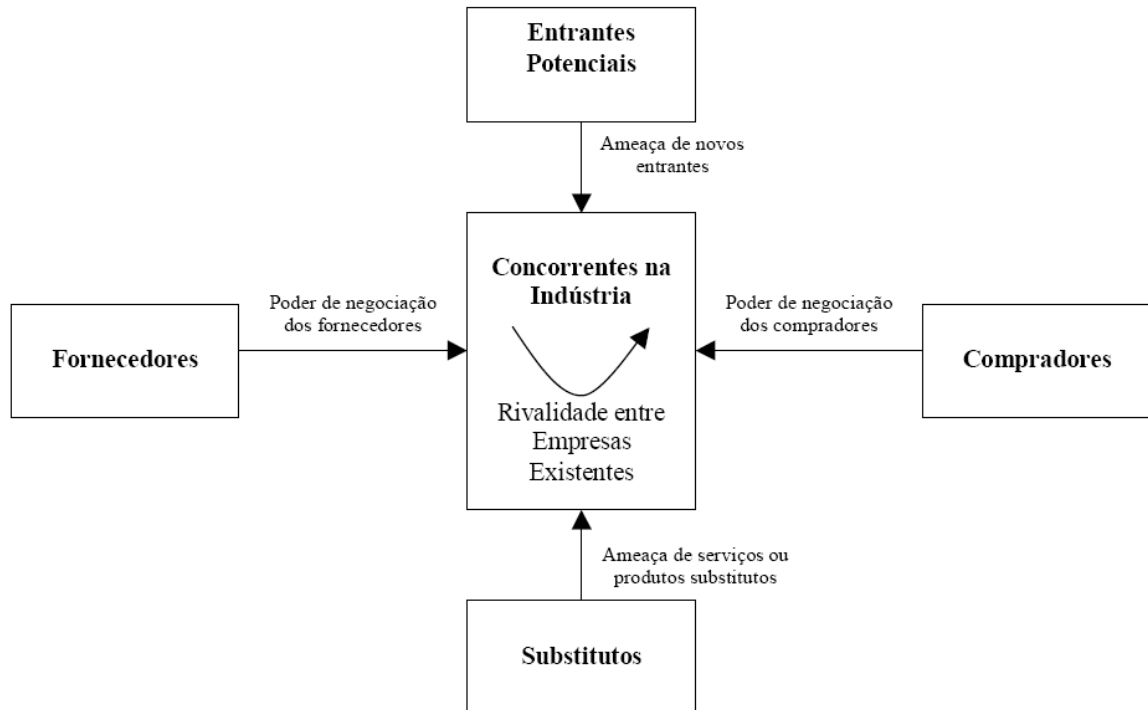 Entrantes
Potenciais
Ameaça de novos
entrantes
Concorrentes na
Indústria
Poder de negociação
dos fornecedores
Poder de negociação
dos compradores
Fornecedores
Compradores
Rivalidade entre
Empresas
Existentes
Ameaça de serviços ou
produtos substitutos
Substitutos